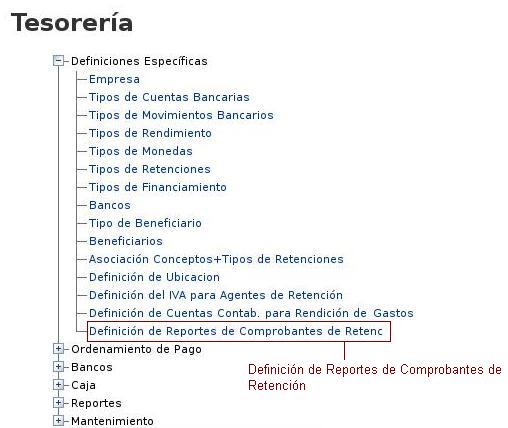 Tesorería
Definiciones Específicas
Empresa
Tipos de Cuentas Bancarias
Tipos de Movimientos Bancarios
Tipos de Rendimiento
Tipos de Monedas
Tipos de Retenciones
Tipos de Financiamiento
Bancos
Tipo de Beneficiario
Beneficiarios
Asociación Conceptos+Tipos de Retenciones
Definición de Ubicacion
Definición del IVA para Agentes de Retención
Definición de Cuentas Contab. para Rendición de Gastos
Definición de Reportes de Comprobantes de Retenc
Ordenamiento de Pago
Bancos
Definición de Reportes de Comprobantes de
Retención
Caja
Reportes
Mantenimiento